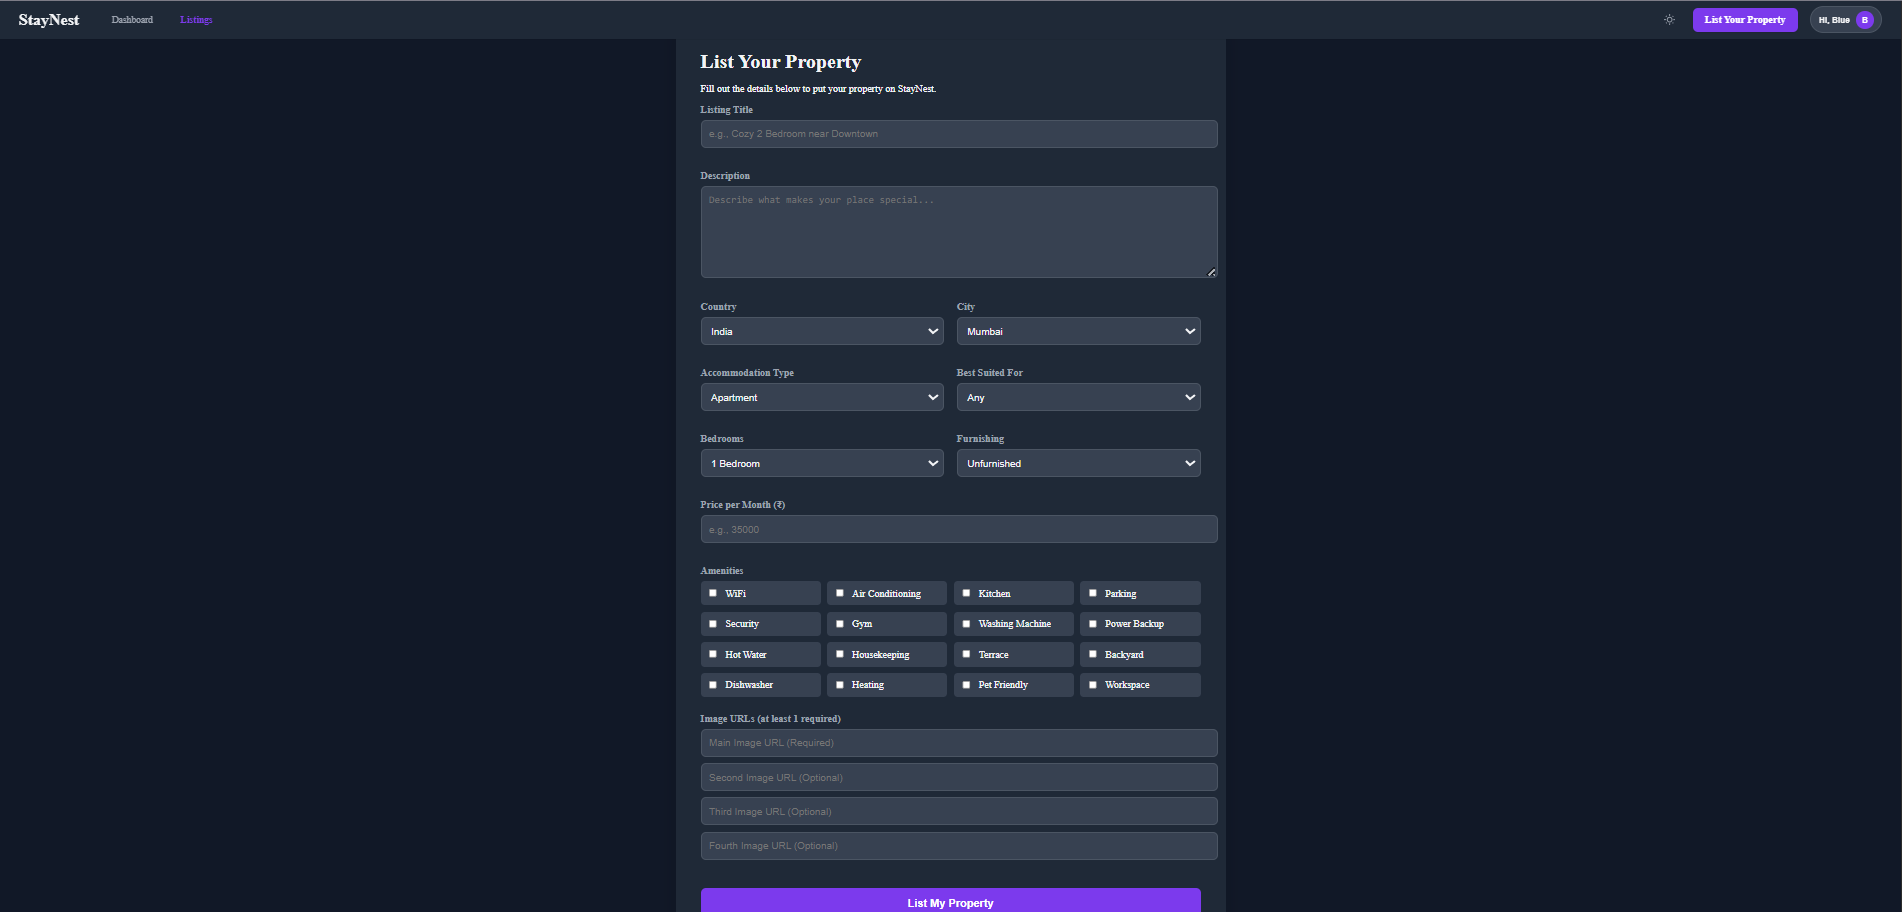 StayNest Dashboard Listings List Your Property Hi, Blue B
List Your Property
Fill out the details below to put your property on StayNest.
Listing Title
e.g., Cozy 2 Bedroom near Downtown
Description
Describe what makes your place special...
Country City
India Mumbai
Accommodation Type Best Suited For
Apartment Any
Bedrooms Furnishing
1 Bedroom Unfurnished
Price per Month (₹)
e.g., 35000
Amenities
WiFi Air Conditioning Kitchen Parking
Security Gym Washing Machine Power Backup
Hot Water Housekeeping Terrace Backyard
Dishwasher Heating Pet Friendly Workspace
Image URLs (at least 1 required)
Main Image URL (Required)
Second Image URL (Optional)
Third Image URL (Optional)
Fourth Image URL (Optional)
List My Property